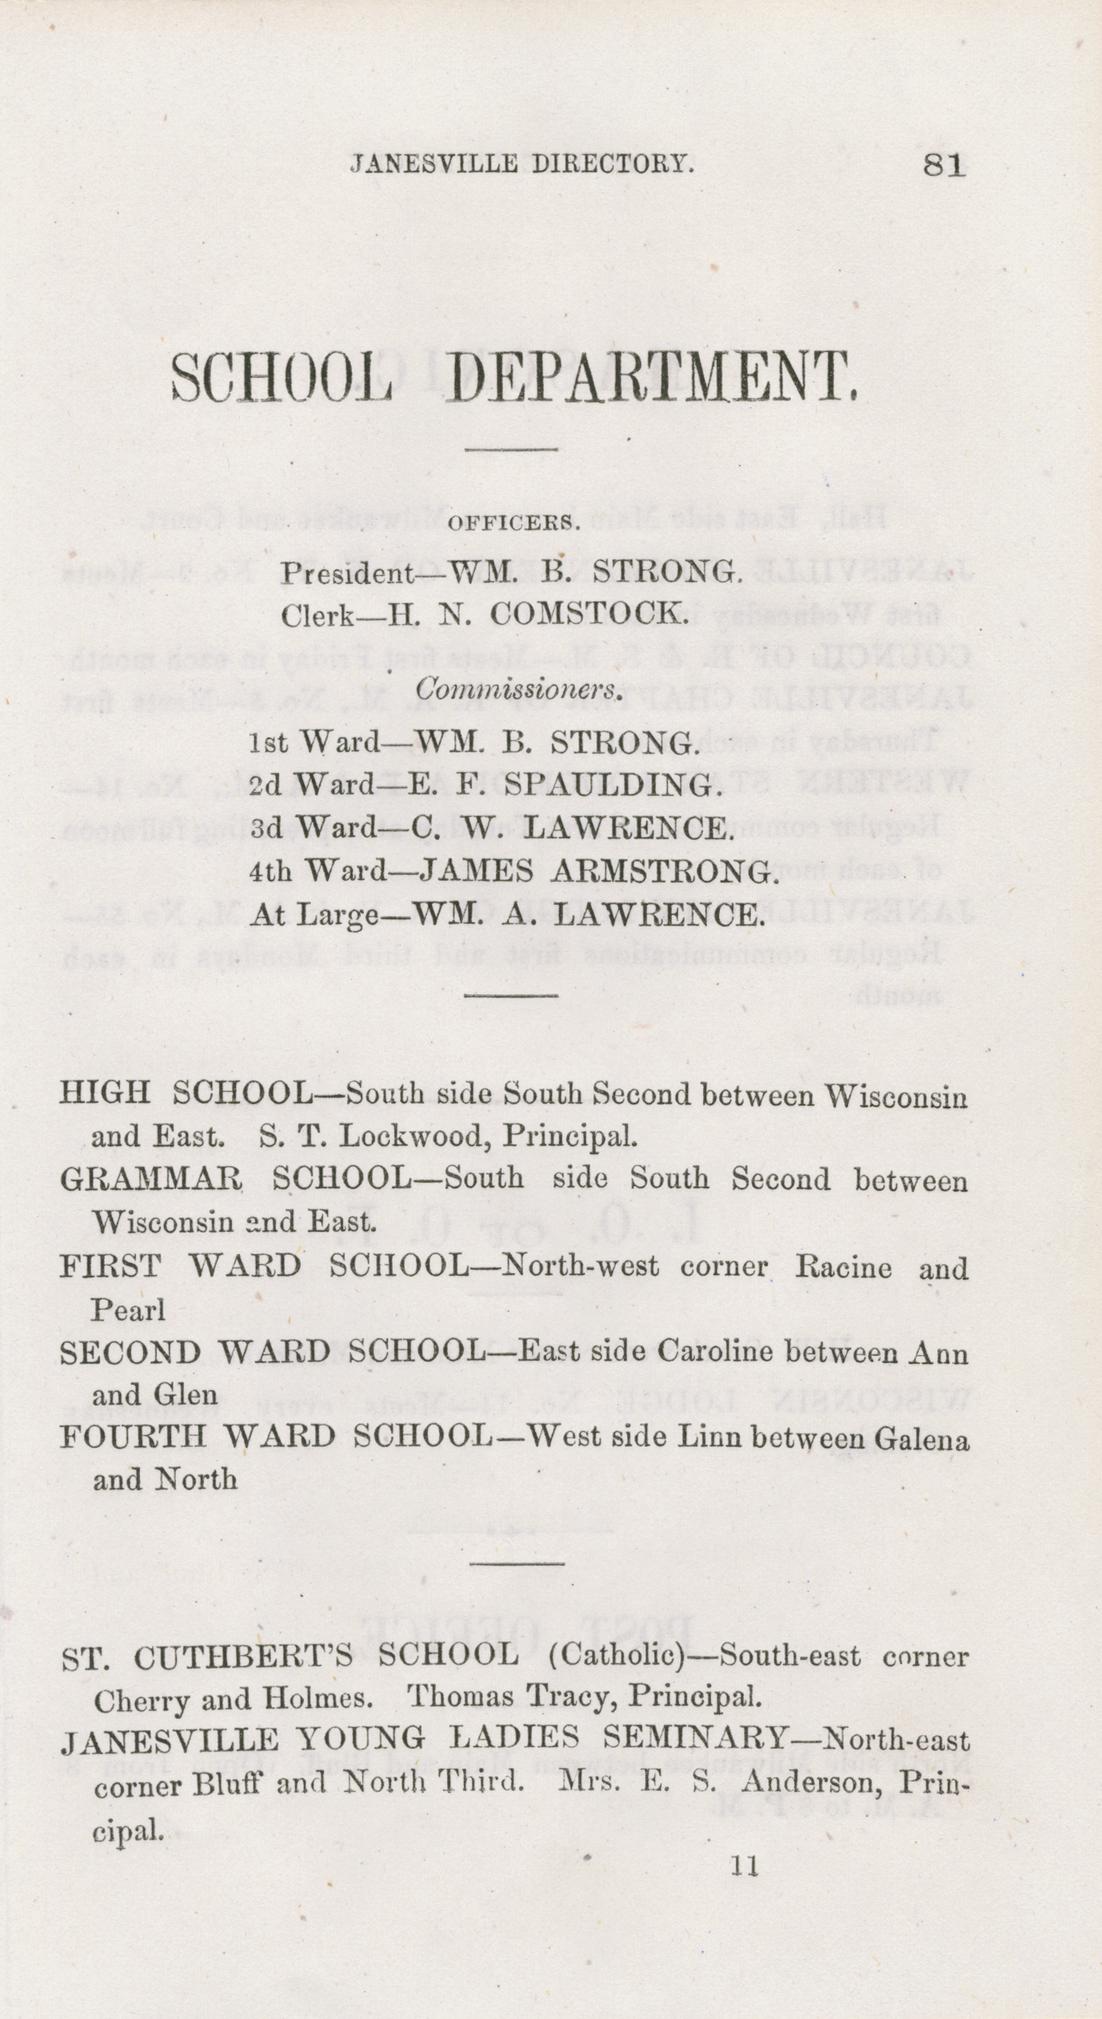 JANESVILLE DIRECTORY. 81
SCHOOL DEPARTMENT.
OFFICERS.
President—WM. B. STRONG.
Clerk—H. N. COMSTOCK.
Commissioners.
1st Ward—WM. B. STRONG.
2d Ward—E. F. SPAULDING.
3d Ward—C. W. LAWRENCE.
4th Ward—JAMES ARMSTRONG.
At Large—WM. A. LAWRENCE.
HIGH SCHOOL—South side South Second between Wisconsin
and East. S. T. Lockwood, Principal.
GRAMMAR SCHOOL—South side South Second between
Wisconsin and East.
FIRST WARD SCHOOL—North-west corner Racine and
Pearl
SECOND WARD SCHOOL—East side Caroline between Ann
and Glen
FOURTH WARD SCHOOL—West side Linn between Galena
and North
ST. CUTHBERT'S SCHOOL (Catholic)—South-east corner
Cherry and Holmes. Thomas Tracy, Principal.
JANESVILLE YOUNG LADIES SEMINARY—North-east
corner Bluff and North Third. Mrs. E. S. Anderson, Prin-
cipal.
11